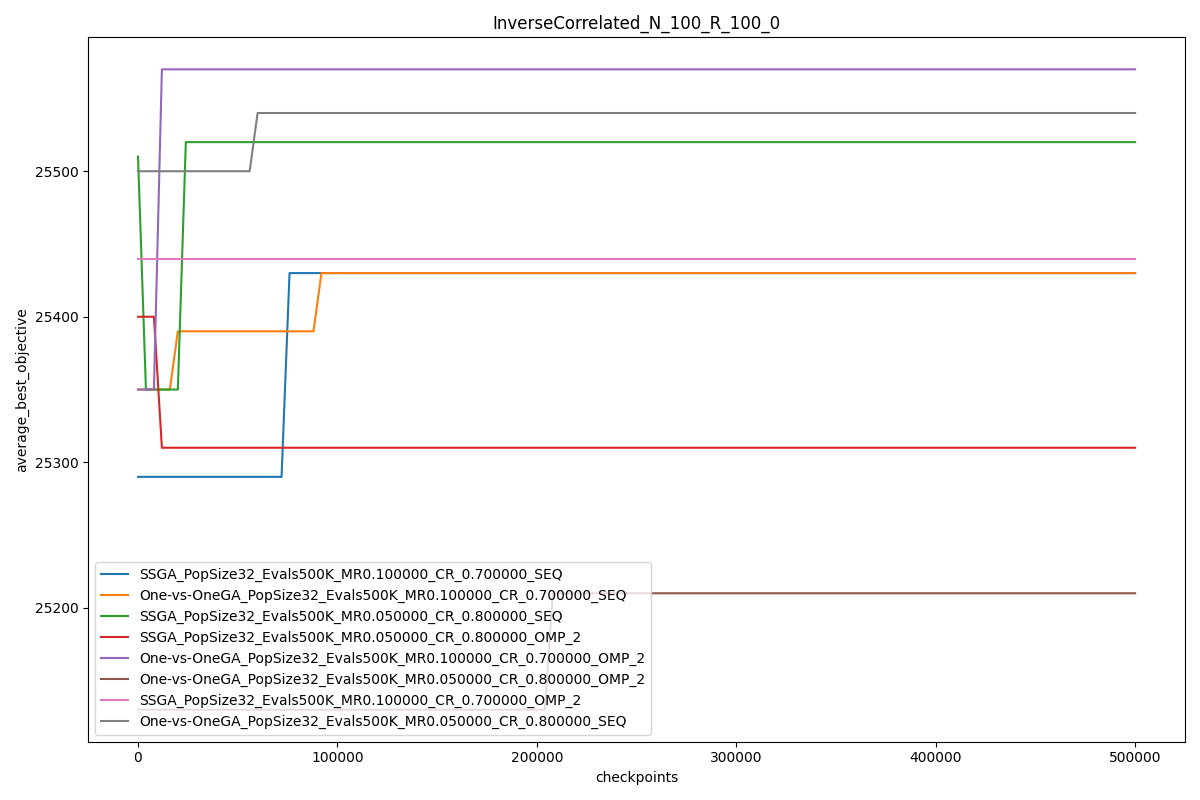 InverseCorrelated_N_100_R_100_0
average_best_objective
25500
25400
25300
25200
SSGA_PopSize32_Evals500K_MR0.100000_CR_0.700000_SEQ
One-vs-OneGA_PopSize32_Evals500K_MR0.100000_CR_0.700000_SEQ
SSGA_PopSize32_Evals500K_MR0.050000_CR_0.800000_SEQ
SSGA_PopSize32_Evals500K_MR0.050000_CR_0.800000_OMP_2
One-vs-OneGA_PopSize32_Evals500K_MR0.100000_CR_0.700000_OMP_2
One-vs-OneGA_PopSize32_Evals500K_MR0.050000_CR_0.800000_OMP_2
SSGA_PopSize32_Evals500K_MR0.100000_CR_0.700000_OMP_2
One-vs-OneGA_PopSize32_Evals500K_MR0.050000_CR_0.800000_SEQ
0 100000 200000 300000 400000 500000
checkpoints